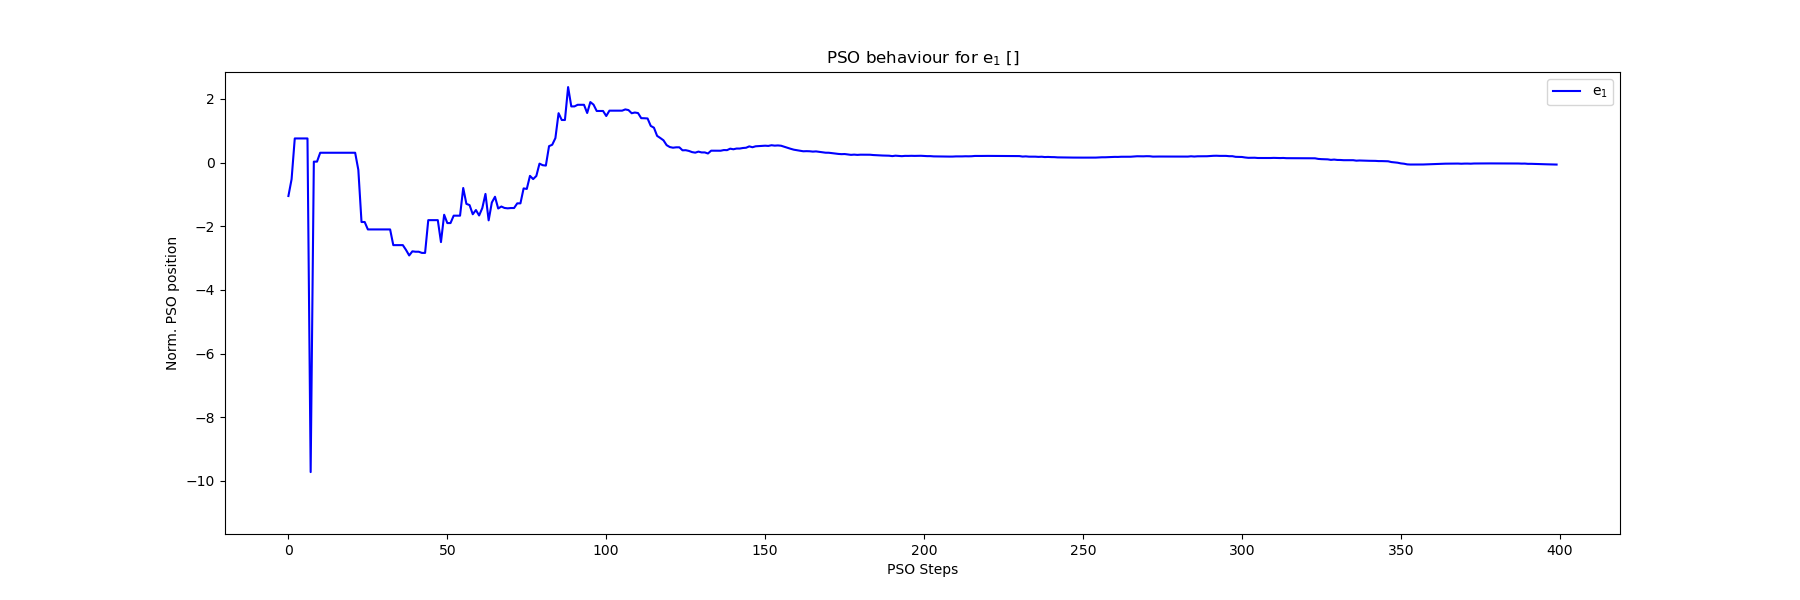 PSO behaviour for e₁ []
e₁
Norm. PSO position
2
0
−2
−4
−6
−8
−10
0 50 100 150 200 250 300 350 400
PSO Steps